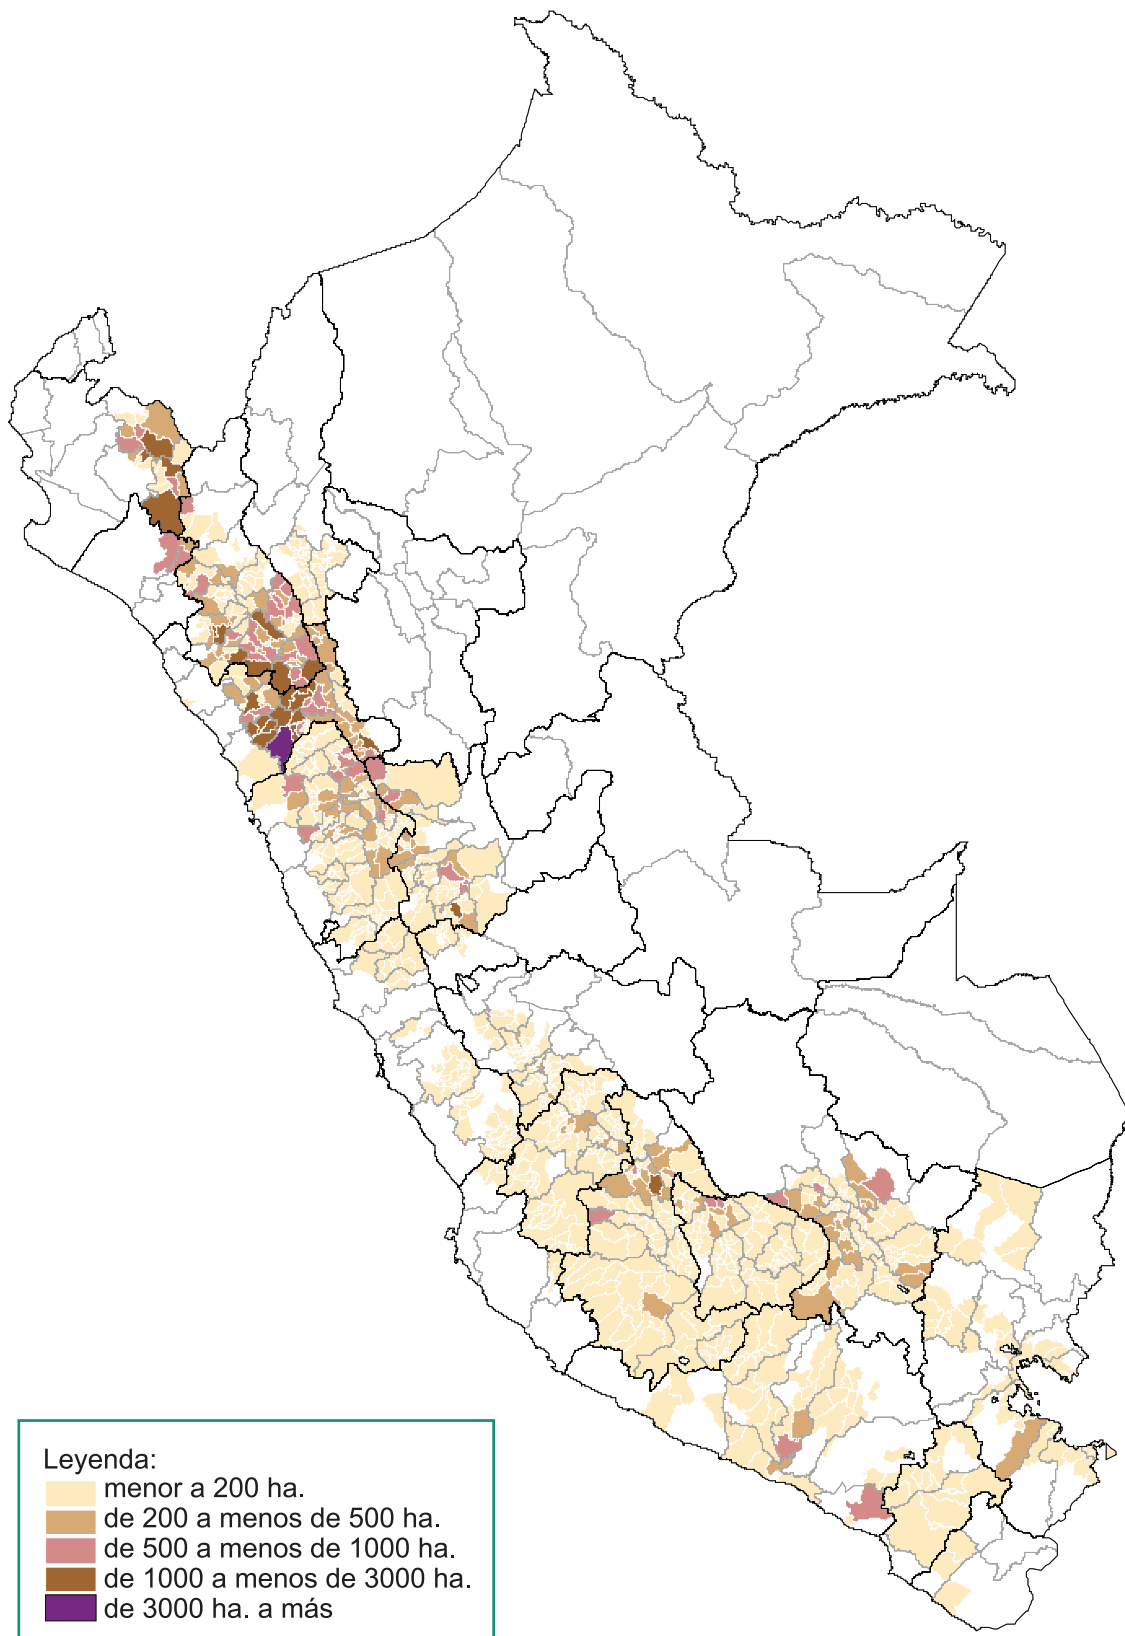 Leyenda:
menor a 200 ha.
de 200 a menos de 500 ha.
de 500 a menos de 1000 ha.
de 1000 a menos de 3000 ha.
de 3000 ha. a más